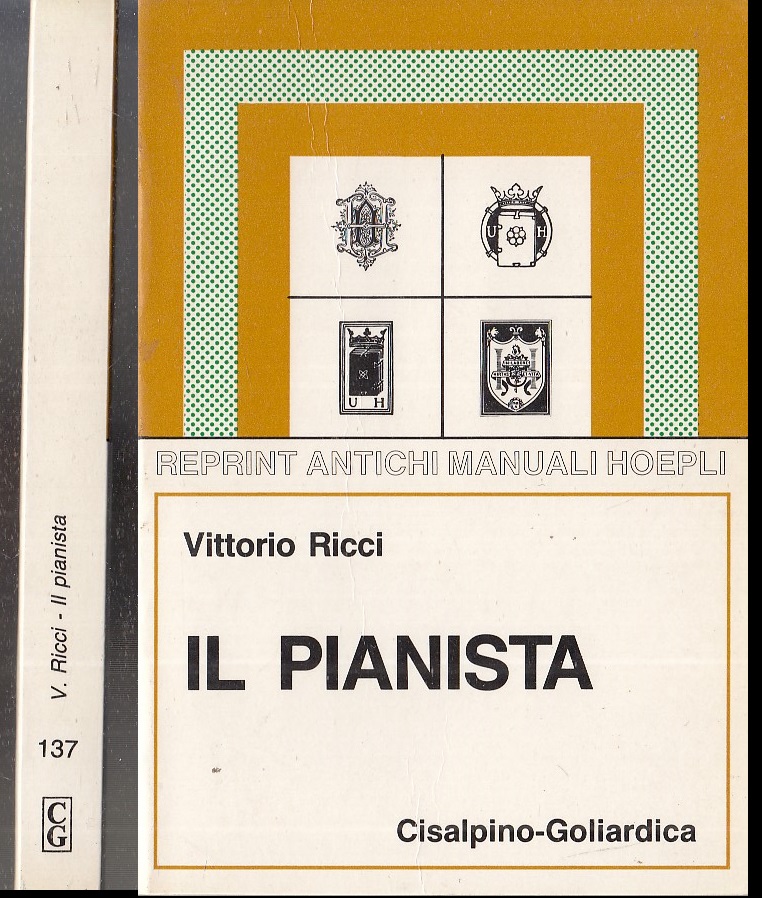 V. Ricci - Il pianista
137
CG
U H
U H
REPRINT ANTICHI MANUALI HOEPLI
Vittorio Ricci
IL PIANISTA
Cisalpino-Goliardica